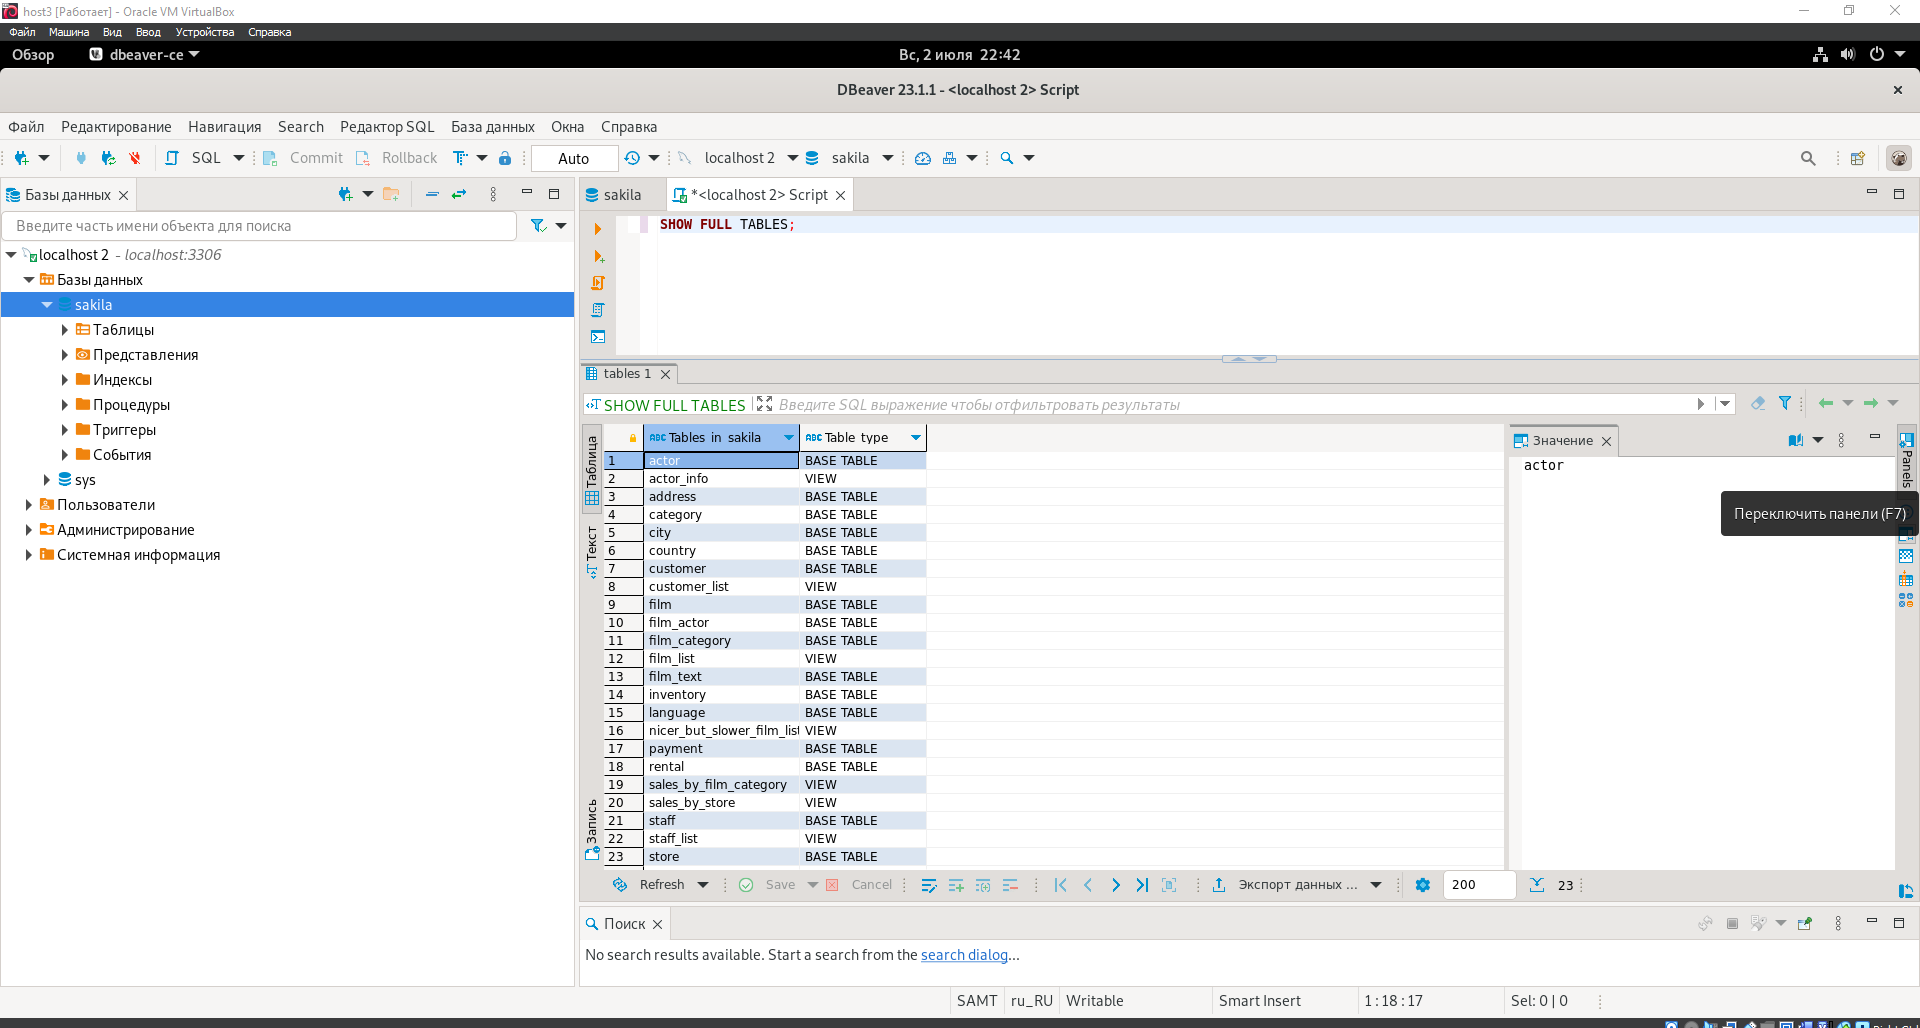 host3 [Работает] - Oracle VM VirtualBox
Файл Машина Вид Ввод Устройства Справка
Обзор dbeaver-ce Вс, 2 июля 22:42
DBeaver 23.1.1 - <localhost 2> Script
Файл Редактирование Навигация Search Редактор SQL База данных Окна Справка
SQL Commit Rollback Auto localhost 2 sakila
Базы данных
Введите часть имени объекта для поиска
localhost 2 - localhost:3306
Базы данных
sakila
Таблицы
Представления
Индексы
Процедуры
Триггеры
События
sys
Пользователи
Администрирование
Системная информация
sakila *<localhost 2> Script
SHOW FULL TABLES;
tables 1
SHOW FULL TABLES Введите SQL выражение чтобы отфильтровать результаты
Таблица
Текст
Запись
ABC Tables_in_sakila ABC Table_type
1 actor BASE TABLE
2 actor_info VIEW
3 address BASE TABLE
4 category BASE TABLE
5 city BASE TABLE
6 country BASE TABLE
7 customer BASE TABLE
8 customer_list VIEW
9 film BASE TABLE
10 film_actor BASE TABLE
11 film_category BASE TABLE
12 film_list VIEW
13 film_text BASE TABLE
14 inventory BASE TABLE
15 language BASE TABLE
16 nicer_but_slower_film_list VIEW
17 payment BASE TABLE
18 rental BASE TABLE
19 sales_by_film_category VIEW
20 sales_by_store VIEW
21 staff BASE TABLE
22 staff_list VIEW
23 store BASE TABLE
Значение
actor
Panels
Переключить панели (F7)
Refresh Save Cancel Экспорт данных ... 200 23
Поиск
No search results available. Start a search from the search dialog...
SAMT ru_RU Writable Smart Insert 1 : 18 : 17 Sel: 0 | 0